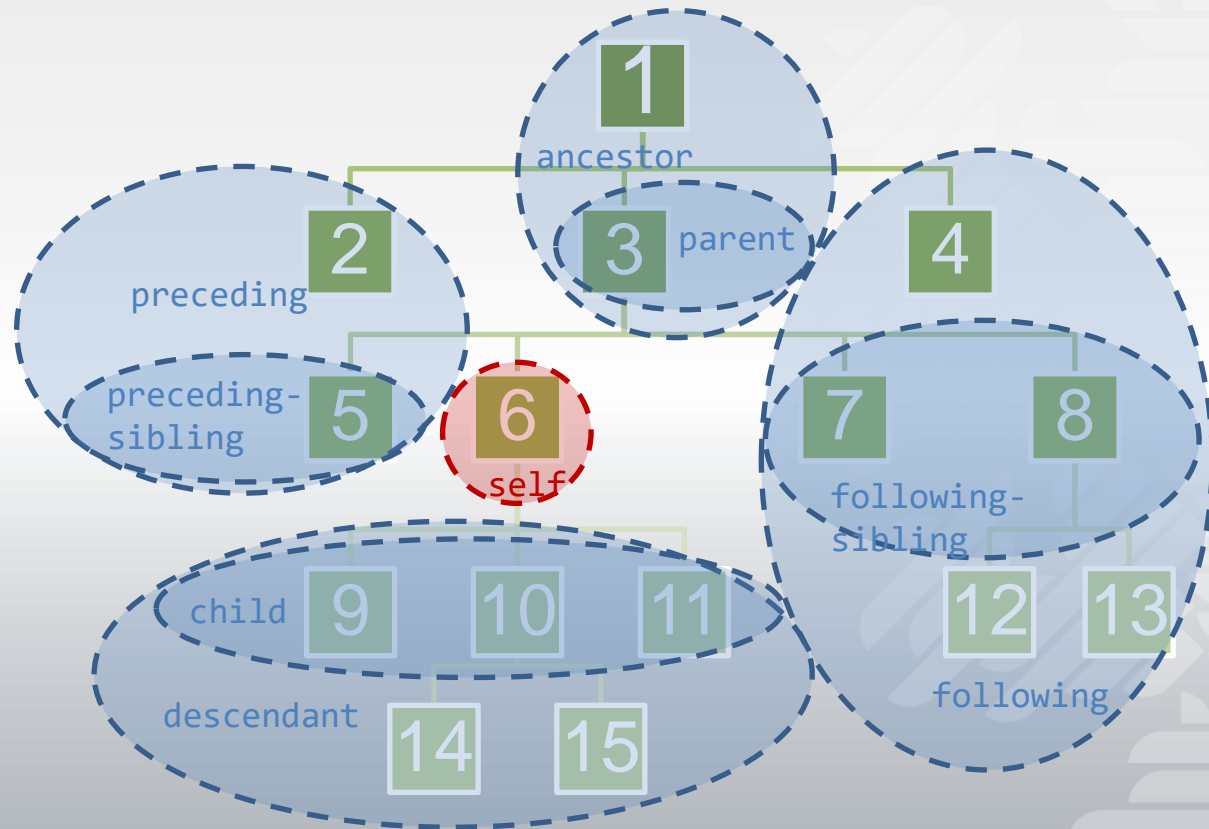 1
ancestor
2
3
parent
4
preceding
preceding-
sibling
5
6
self
7
8
following-
sibling
child
9
10
11
12
13
following
descendant
14
15